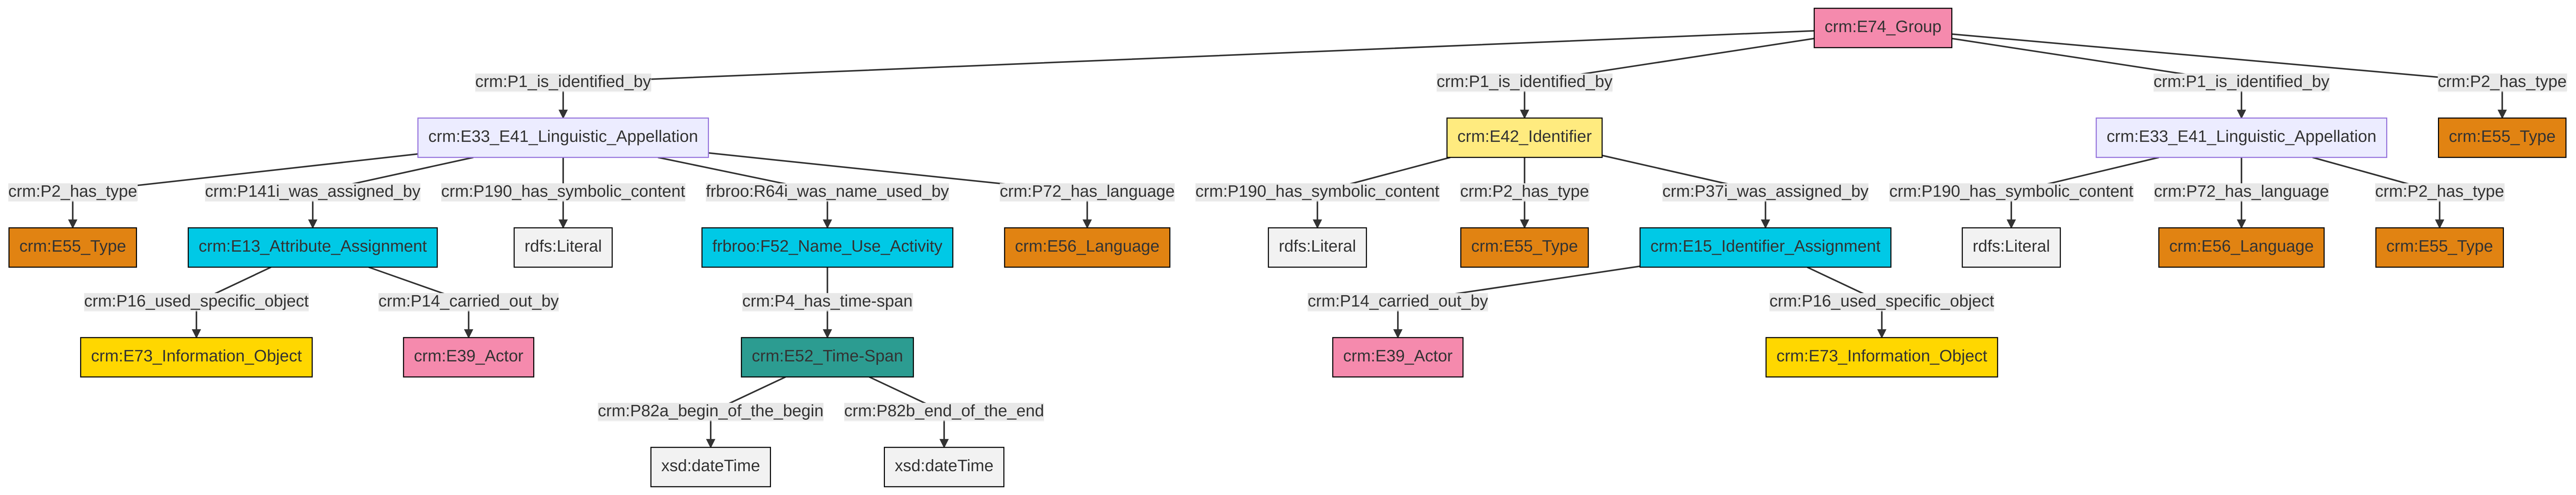 crm:E74_Group
crm:P1_is_identified_by
crm:P1_is_identified_by
crm:P1_is_identified_by
crm:P2_has_type
crm:E33_E41_Linguistic_Appellation
crm:E42_Identifier
crm:E33_E41_Linguistic_Appellation
crm:E55_Type
crm:P2_has_type
crm:P141i_was_assigned_by
crm:P190_has_symbolic_content
frbroo:R64i_was_name_used_by
crm:P72_has_language
crm:P190_has_symbolic_content
crm:P2_has_type
crm:P37i_was_assigned_by
crm:P190_has_symbolic_content
crm:P72_has_language
crm:P2_has_type
crm:E55_Type
crm:E13_Attribute_Assignment
rdfs:Literal
frbroo:F52_Name_Use_Activity
crm:E56_Language
rdfs:Literal
crm:E55_Type
crm:E15_Identifier_Assignment
rdfs:Literal
crm:E56_Language
crm:E55_Type
crm:P16_used_specific_object
crm:P14_carried_out_by
crm:P4_has_time-span
crm:P14_carried_out_by
crm:P16_used_specific_object
crm:E73_Information_Object
crm:E39_Actor
crm:E52_Time-Span
crm:E39_Actor
crm:E73_Information_Object
crm:P82a_begin_of_the_begin
crm:P82b_end_of_the_end
xsd:dateTime
xsd:dateTime